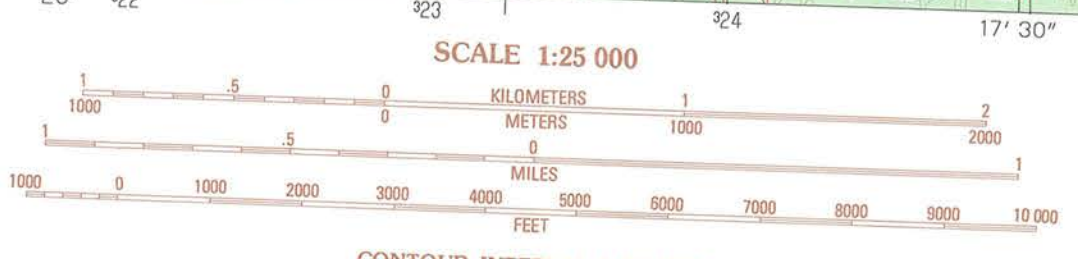 ³22 ³23 ³24 17' 30"
SCALE 1:25 000
1 .5 0 KILOMETERS 1 2
1000 0 METERS 1000 2000
1 .5 0 1
MILES
1000 0 1000 2000 3000 4000 5000 6000 7000 8000 9000 10 000
FEET
CONTOUR